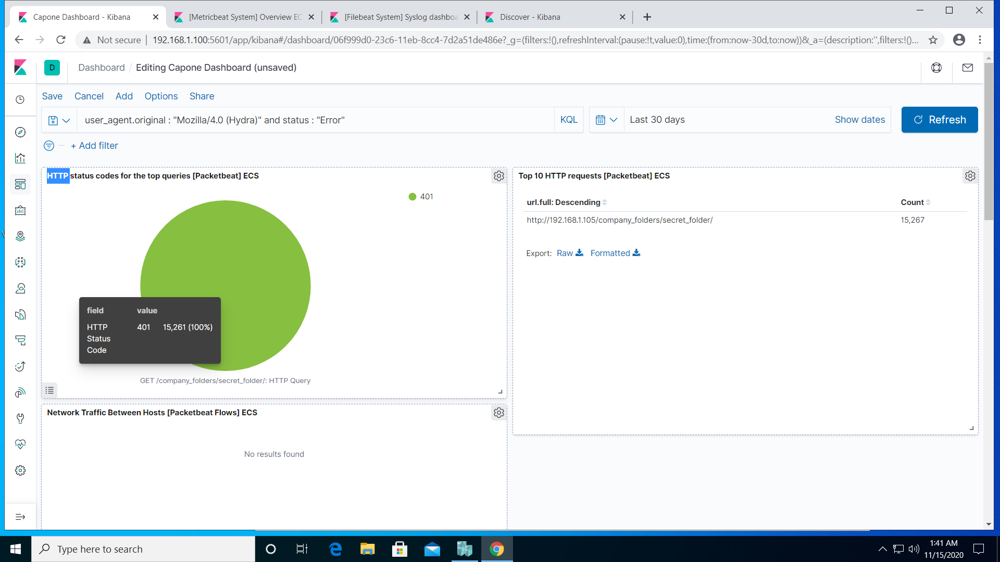 Capone Dashboard - Kibana
[Metricbeat System] Overview EC
[Filebeat System] Syslog dashboa
Discover - Kibana
Not secure
192.168.1.100:5601/app/kibana#/dashboard/06f999d0-23c6-11eb-8cc4-7d2a51de486e?_g=(filters:!(),refreshInterval:(pause:!t,value:0),time:(from:now-30d,to:now))&_a=(description:'',filters:!()...
D
Dashboard / Editing Capone Dashboard (unsaved)
Save Cancel Add Options Share
user_agent.original : "Mozilla/4.0 (Hydra)" and status : "Error"
KQL
Last 30 days
Show dates
Refresh
+ Add filter
HTTP status codes for the top queries [Packetbeat] ECS
401
field value
HTTP Status Code 401 15,261 (100%)
GET /company_folders/secret_folder/: HTTP Query
Top 10 HTTP requests [Packetbeat] ECS
url.full: Descending Count
http://192.168.1.105/company_folders/secret_folder/ 15,267
Export: Raw Formatted
Network Traffic Between Hosts [Packetbeat Flows] ECS
No results found
Type here to search
1:41 AM
11/15/2020